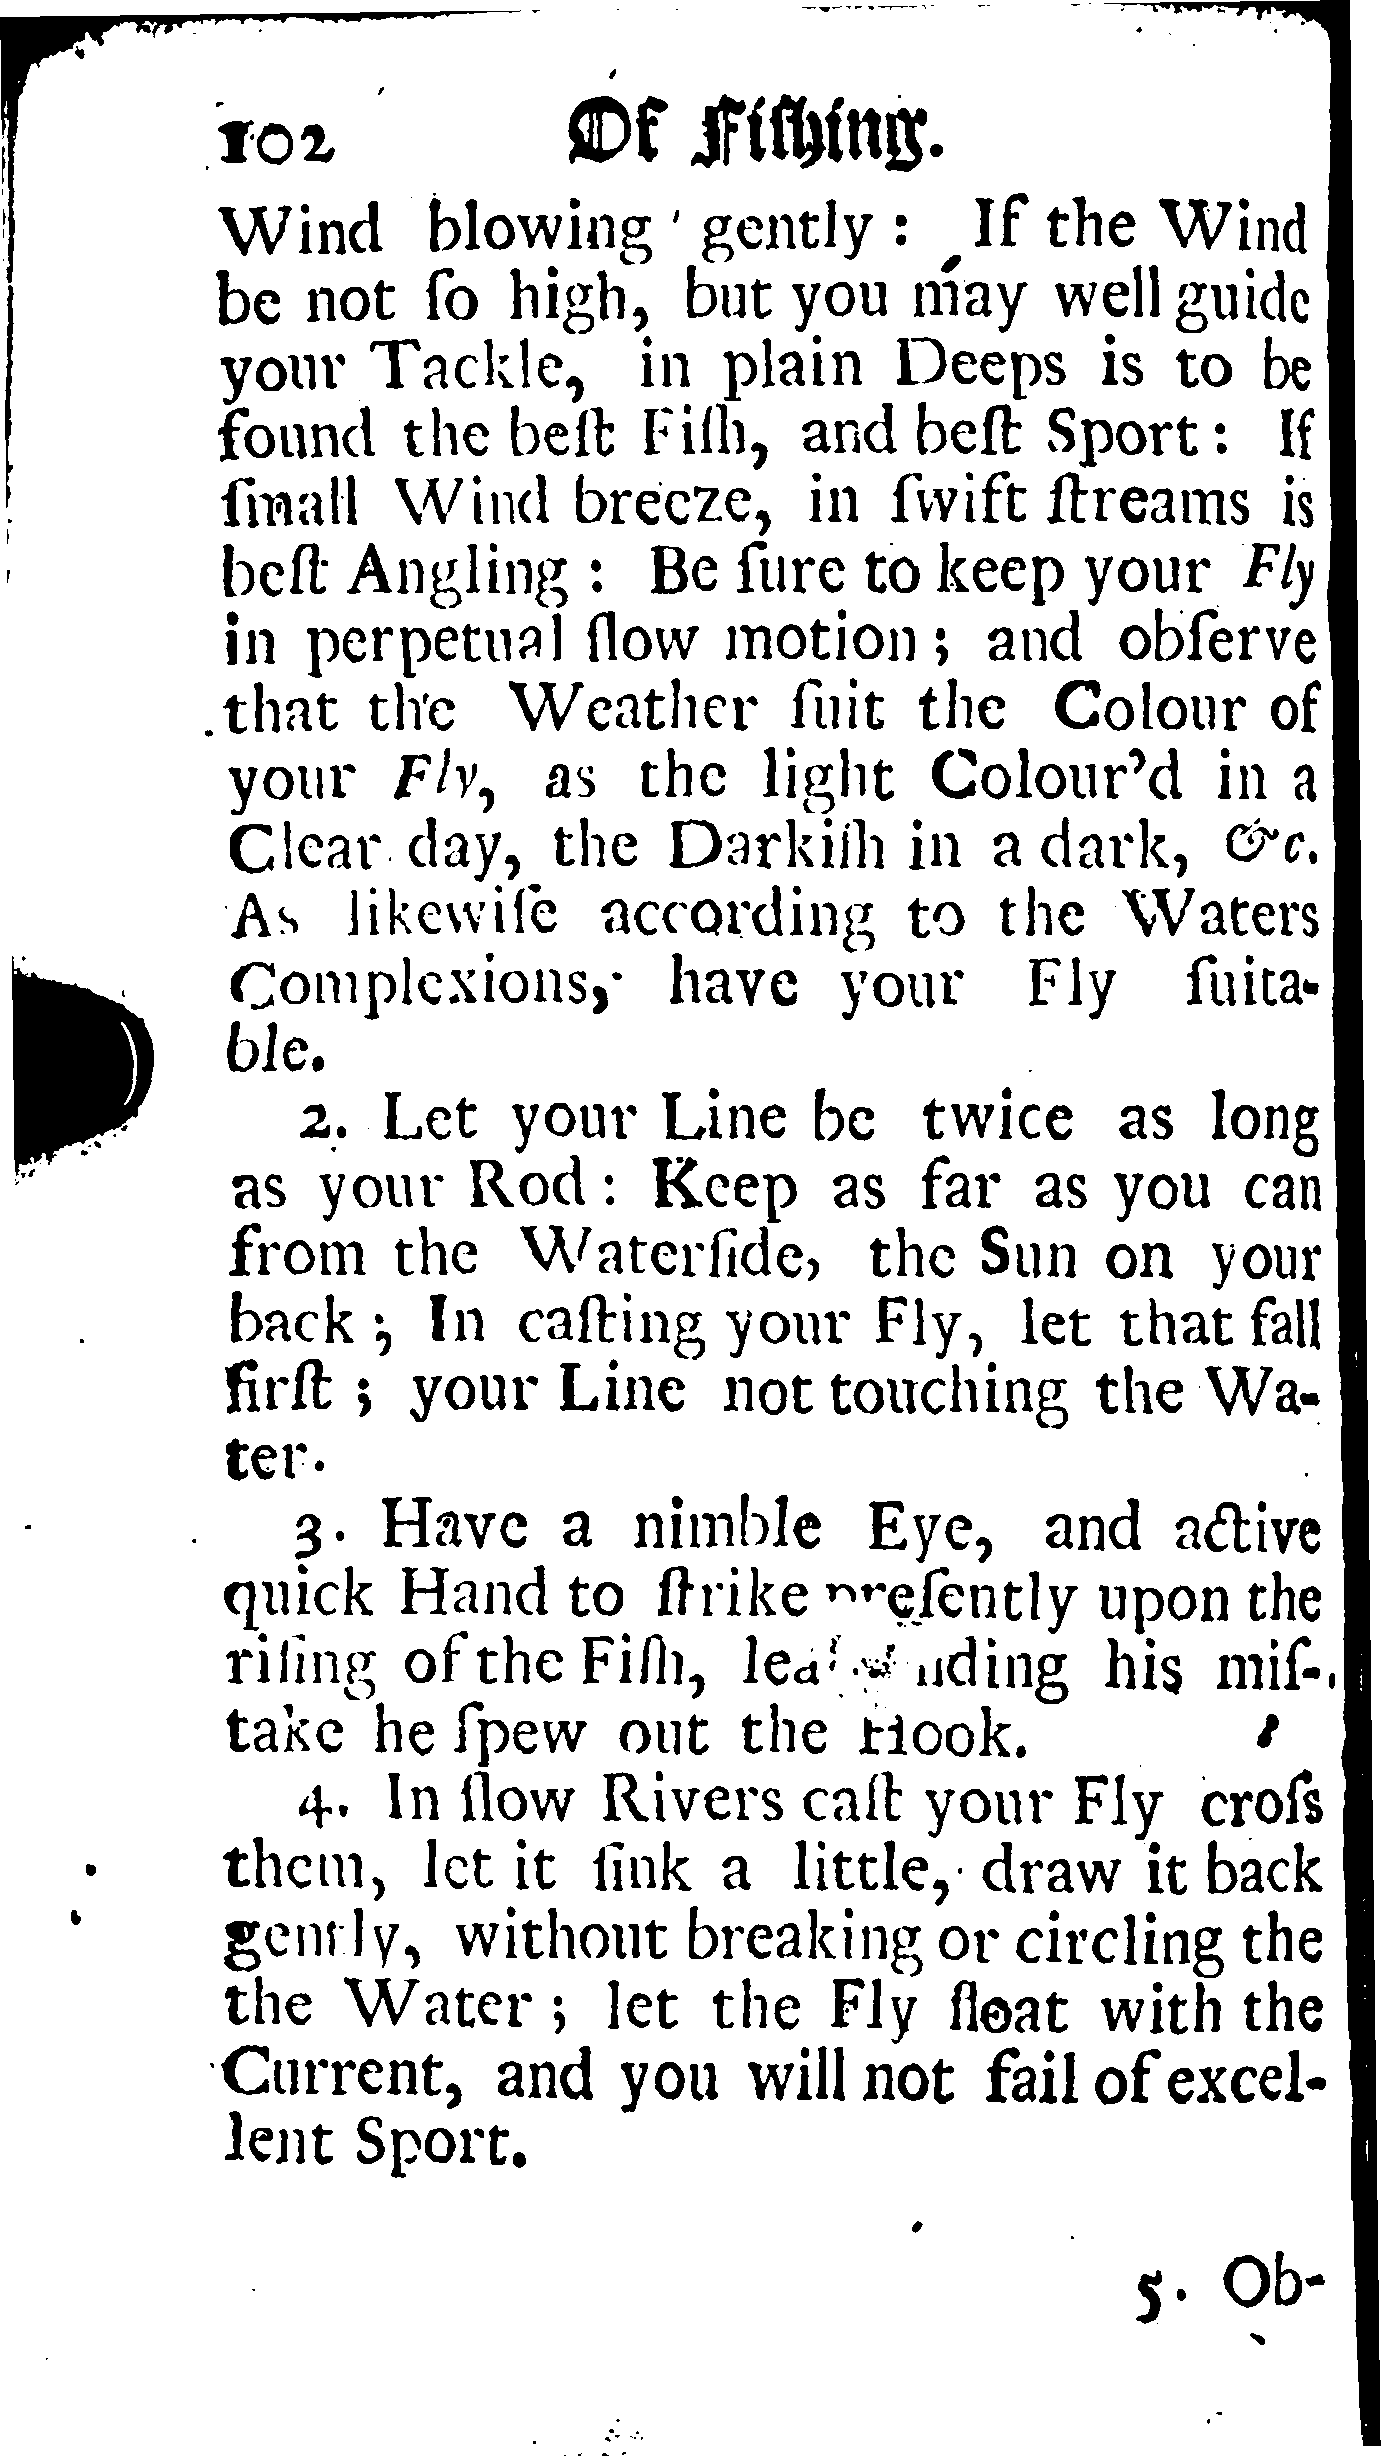 102 Of Fiſhing.
Wind blowing gently : If the Wind
be not ſo high, but you may well guide
your Tackle, in plain Deeps is to be
found the beſt Fiſh, and beſt Sport : If
ſmall Wind breeze, in ſwift ſtreams is
beſt Angling : Be ſure to keep your Fly
in perpetual ſlow motion ; and obſerve
that the Weather ſuit the Colour of
your Fly, as the light Colour’d in a
Clear day, the Darkiſh in a dark, &c.
As likewiſe according to the Waters
Complexions, have your Fly ſuita-
ble.
2. Let your Line be twice as long
as your Rod : Keep as far as you can
from the Waterſide, the Sun on your
back ; In caſting your Fly, let that fall
firſt ; your Line not touching the Wa-
ter.
3. Have a nimble Eye, and active
quick Hand to ſtrike preſently upon the
riſing of the Fiſh, his miſ-
take he ſpew out the Hook.
4. In ſlow Rivers caſt your Fly croſs
them, let it ſink a little, draw it back
gently, without breaking or circling the
the Water ; let the Fly float with the
Current, and you will not fail of excel-
lent Sport.
5. Ob-